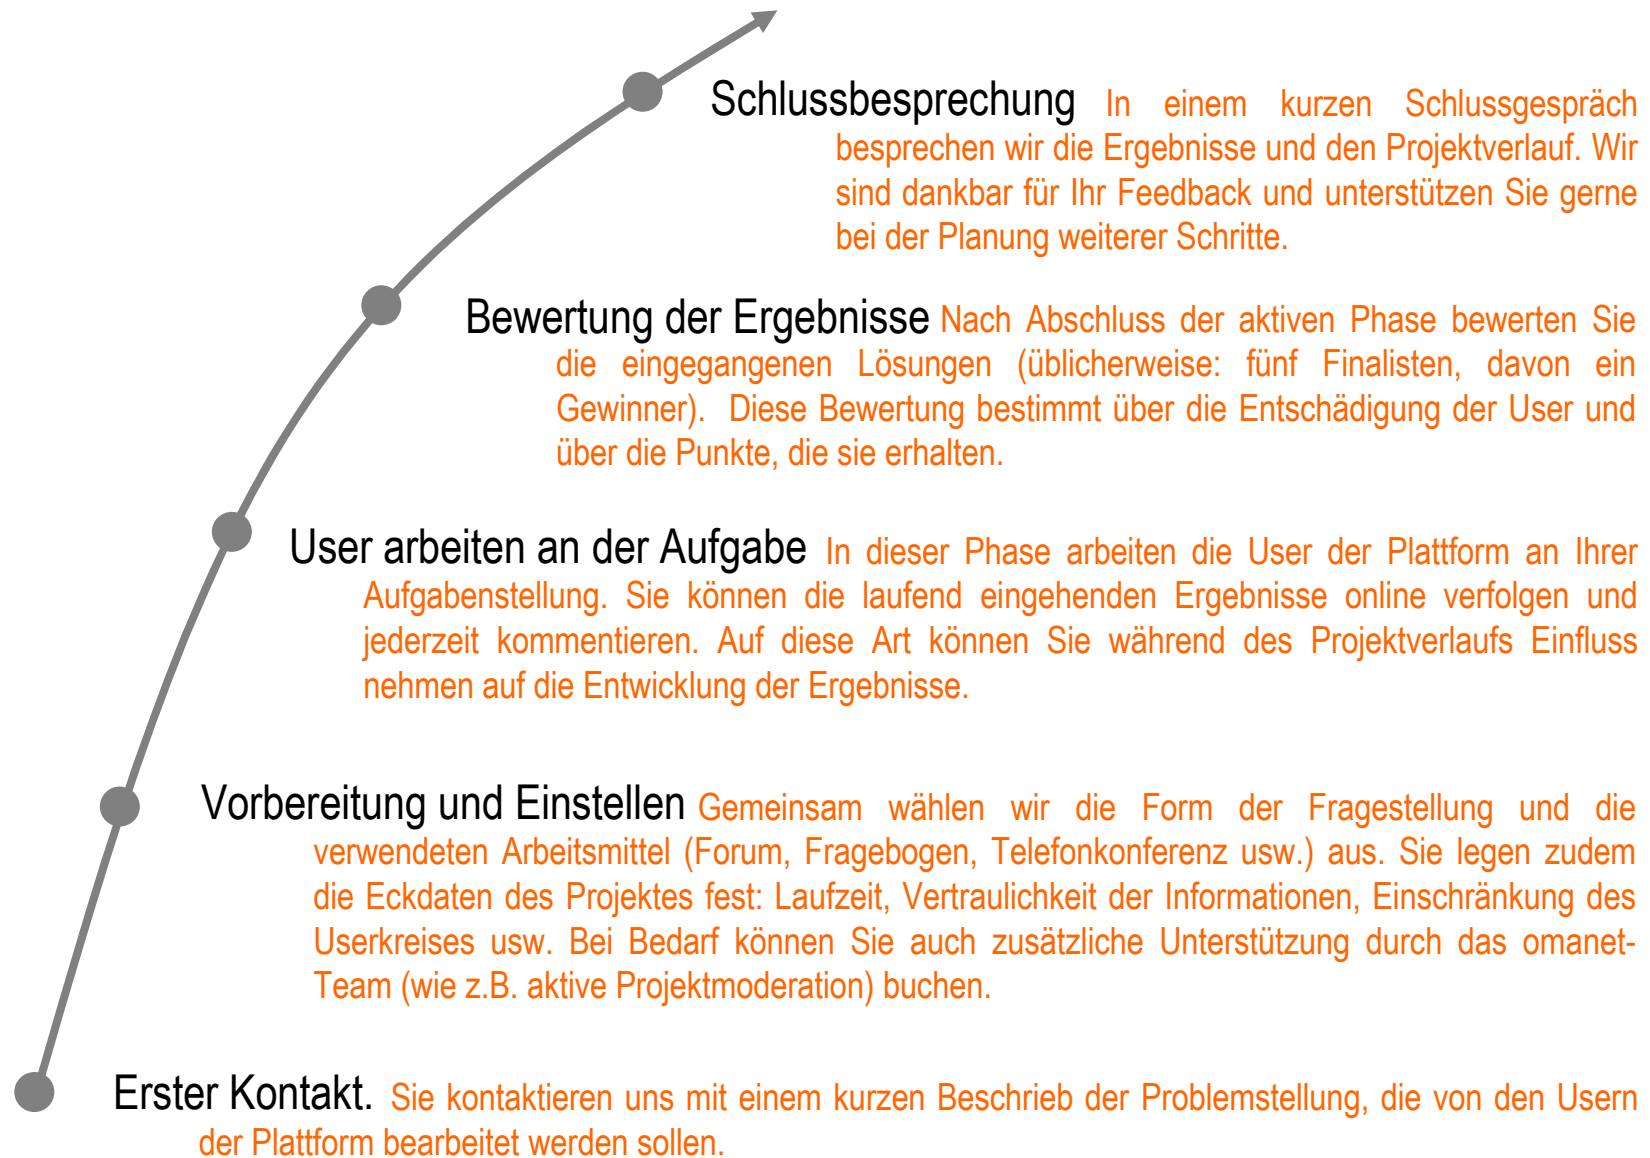 Schlussbesprechung In einem kurzen Schlussgespräch
besprechen wir die Ergebnisse und den Projektverlauf. Wir
sind dankbar für Ihr Feedback und unterstützen Sie gerne
bei der Planung weiterer Schritte.
Bewertung der Ergebnisse Nach Abschluss der aktiven Phase bewerten Sie
die eingegangenen Lösungen (üblicherweise: fünf Finalisten, davon ein
Gewinner). Diese Bewertung bestimmt über die Entschädigung der User und
über die Punkte, die sie erhalten.
User arbeiten an der Aufgabe In dieser Phase arbeiten die User der Plattform an Ihrer
Aufgabenstellung. Sie können die laufend eingehenden Ergebnisse online verfolgen und
jederzeit kommentieren. Auf diese Art können Sie während des Projektverlaufs Einfluss
nehmen auf die Entwicklung der Ergebnisse.
Vorbereitung und Einstellen Gemeinsam wählen wir die Form der Fragestellung und die
verwendeten Arbeitsmittel (Forum, Fragebogen, Telefonkonferenz usw.) aus. Sie legen zudem
die Eckdaten des Projektes fest: Laufzeit, Vertraulichkeit der Informationen, Einschränkung des
Userkreises usw. Bei Bedarf können Sie auch zusätzliche Unterstützung durch das omanet-
Team (wie z.B. aktive Projektmoderation) buchen.
Erster Kontakt. Sie kontaktieren uns mit einem kurzen Beschrieb der Problemstellung, die von den Usern
der Plattform bearbeitet werden sollen.